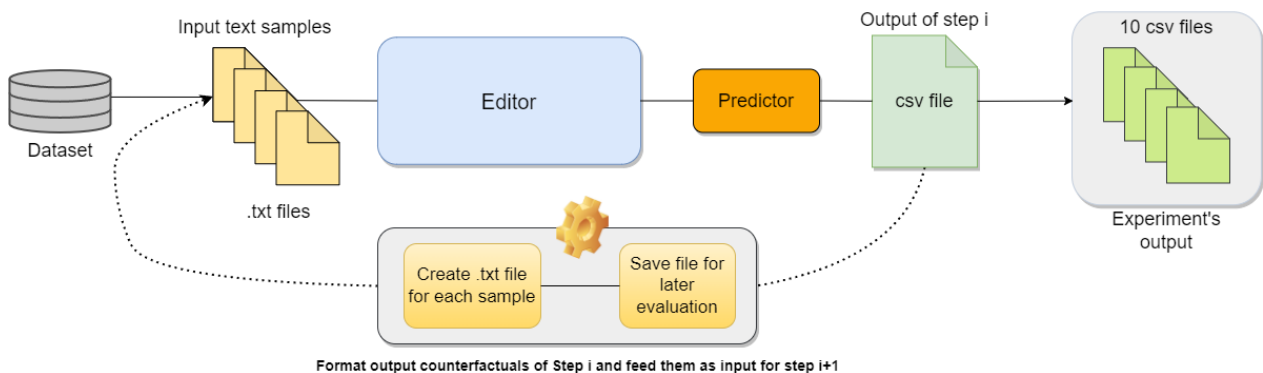 Input text samples
Output of step i
10 csv files
Editor
Predictor
csv file
Dataset
.txt files
Experiment's
output
Create .txt file
for each sample
Save file for
later
evaluation
Format output counterfactuals of Step i and feed them as input for step i+1